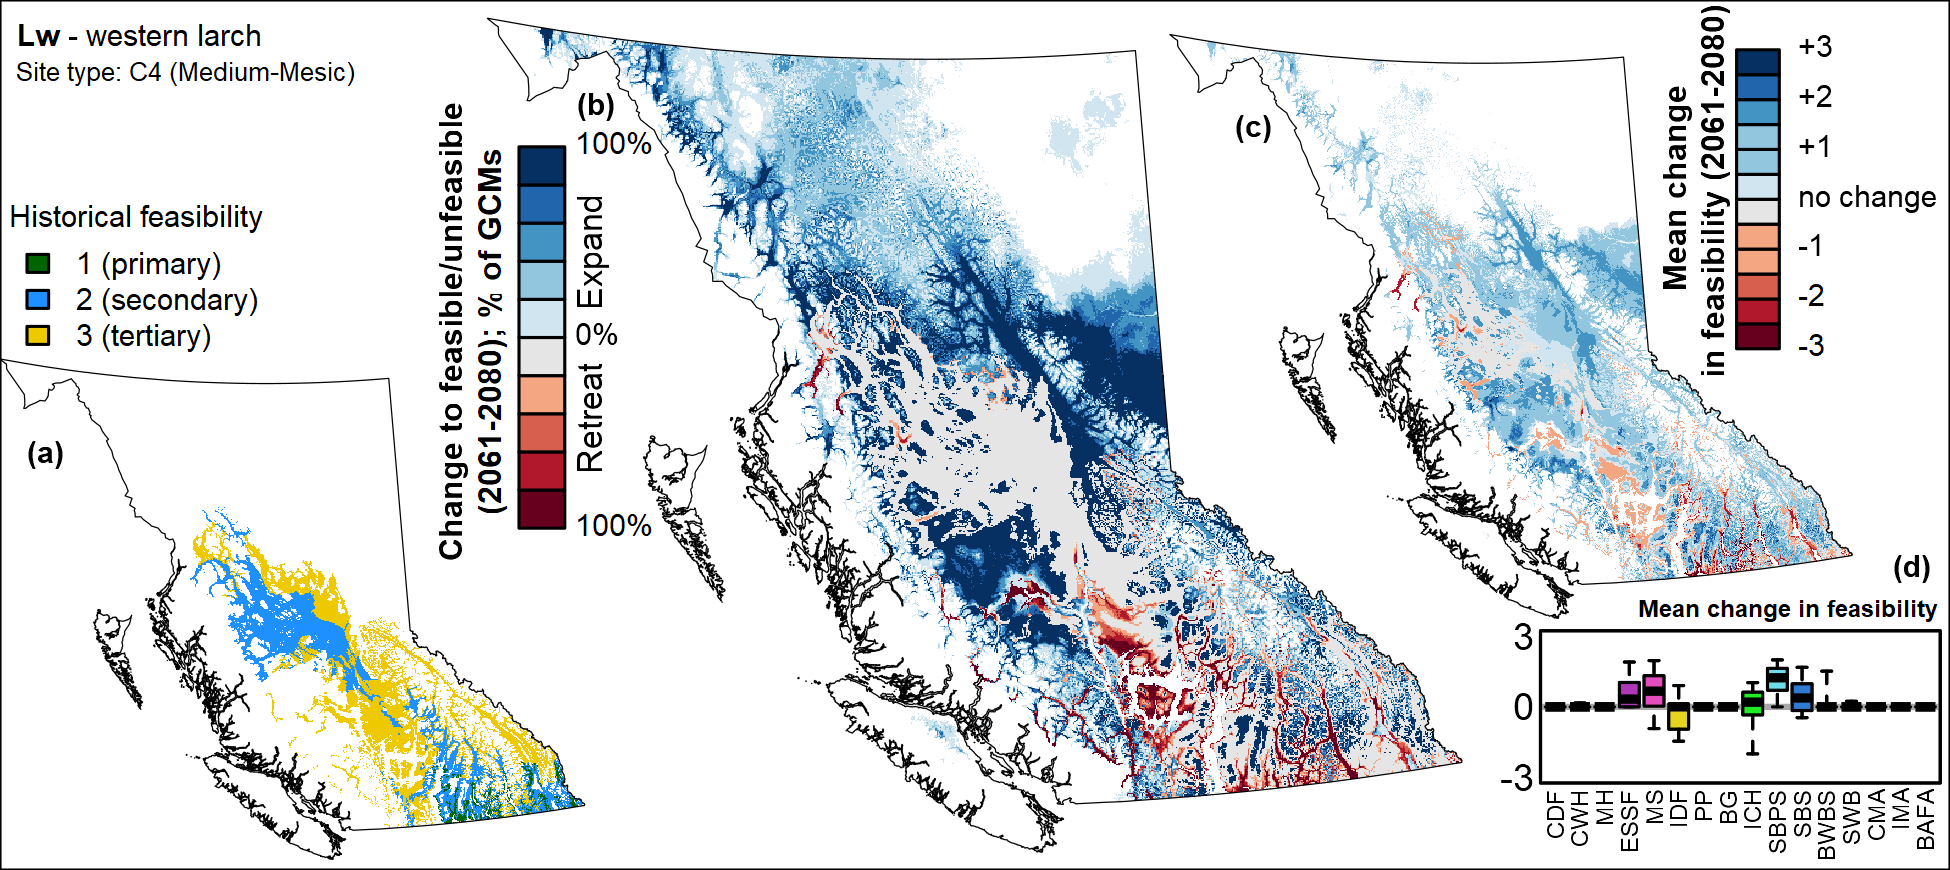 Lw - western larch
Site type: C4 (Medium-Mesic)
Historical feasibility
1 (primary)
2 (secondary)
3 (tertiary)
(a)
Change to feasible/unfeasible
(2061-2080); % of GCMs
100%
Expand
0%
Retreat
100%
(b)
(c)
Mean change
in feasibility (2061-2080)
+3
+2
+1
no change
-1
-2
-3
(d)
Mean change in feasibility
3
0
-3
CDF
CWH
MH
ESSF
MS
IDF
PP
BG
ICH
SBPS
SBS
BWBS
SWB
CMA
IMA
BAFA